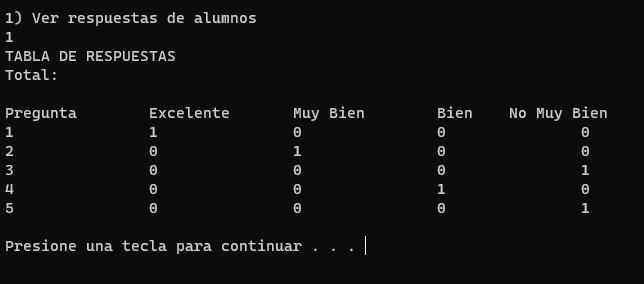 1) Ver respuestas de alumnos
1
TABLA DE RESPUESTAS
Total:
Pregunta Excelente Muy Bien Bien No Muy Bien
1 1 0 0 0
2 0 1 0 0
3 0 0 0 1
4 0 0 1 0
5 0 0 0 1
Presione una tecla para continuar . . .